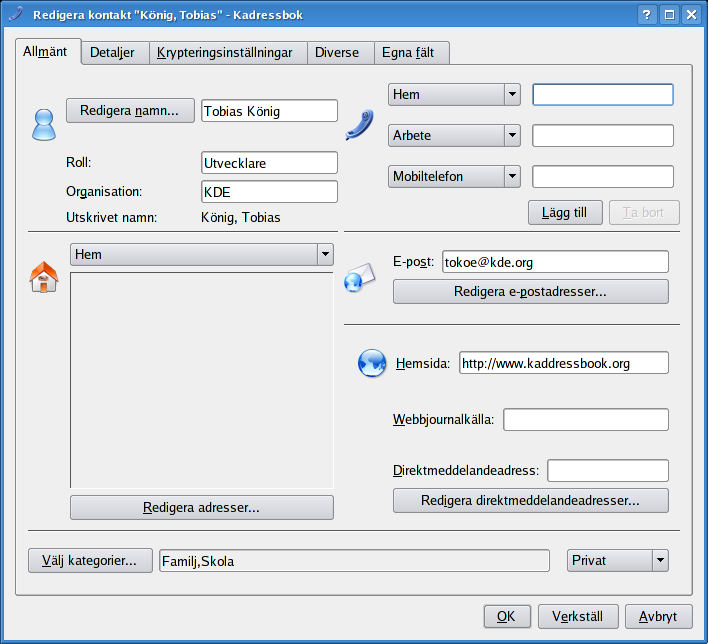 Redigera kontakt "König, Tobias" - Kadressbok
Allmänt Detaljer Krypteringsinställningar Diverse Egna fält
Redigera namn... Tobias König
Roll: Utvecklare
Organisation: KDE
Utskrivet namn: König, Tobias
Hem
Arbete
Mobiltelefon
Lägg till Ta bort
Hem
Redigera adresser...
E-post: tokoe@kde.org
Redigera e-postadresser...
Hemsida: http://www.kaddressbook.org
Webbjournalkälla:
Direktmeddelandeadress:
Redigera direktmeddelandeadresser...
Välj kategorier... Familj,Skola Privat
OK Verkställ Avbryt